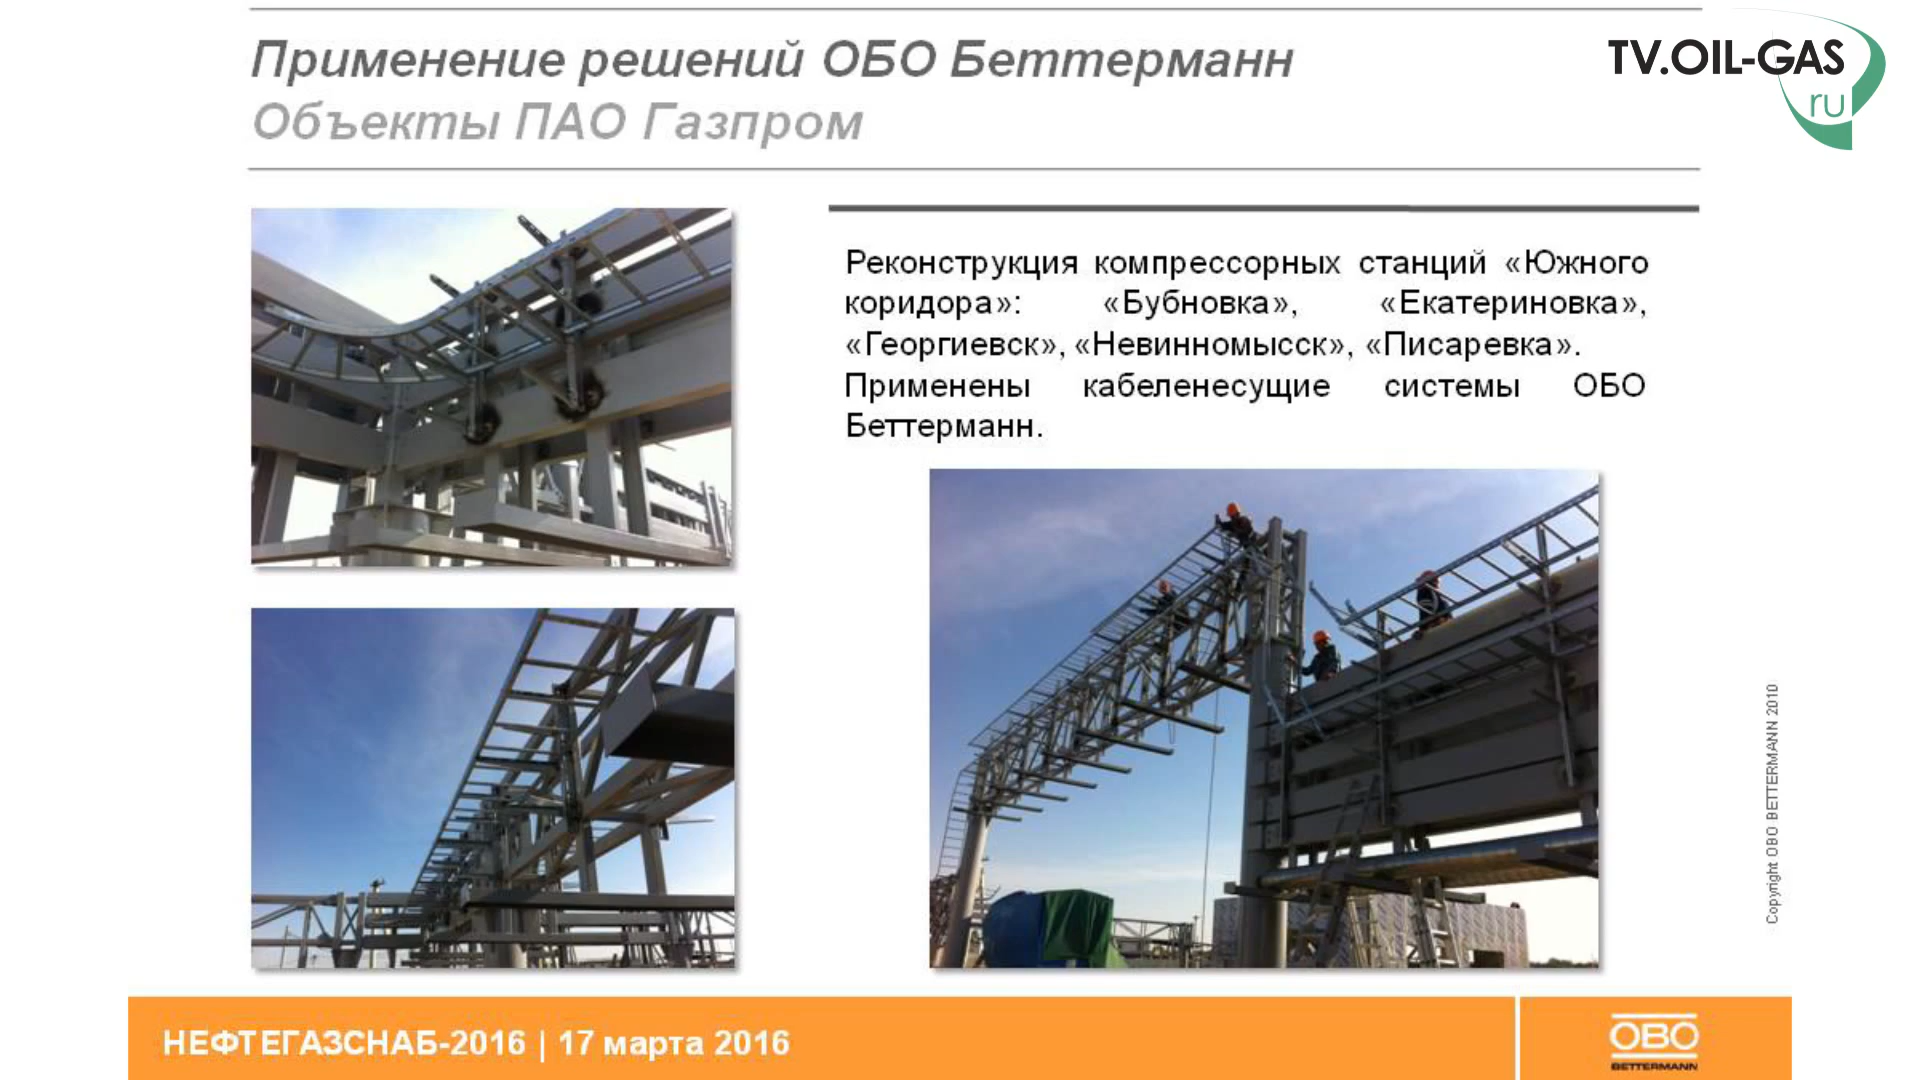 Применение решений ОБО Беттерманн
Объекты ПАО Газпром
TV.OIL-GAS
ru
Реконструкция компрессорных станций «Южного
коридора»: «Бубновка», «Екатериновка»,
«Георгиевск», «Невинномысск», «Писаревка».
Применены кабеленесущие системы ОБО
Беттерманн.
Copyright OBO BETTERMANN 2010
НЕФТЕГАЗСНАБ-2016 | 17 марта 2016
OBO
BETTERMANN